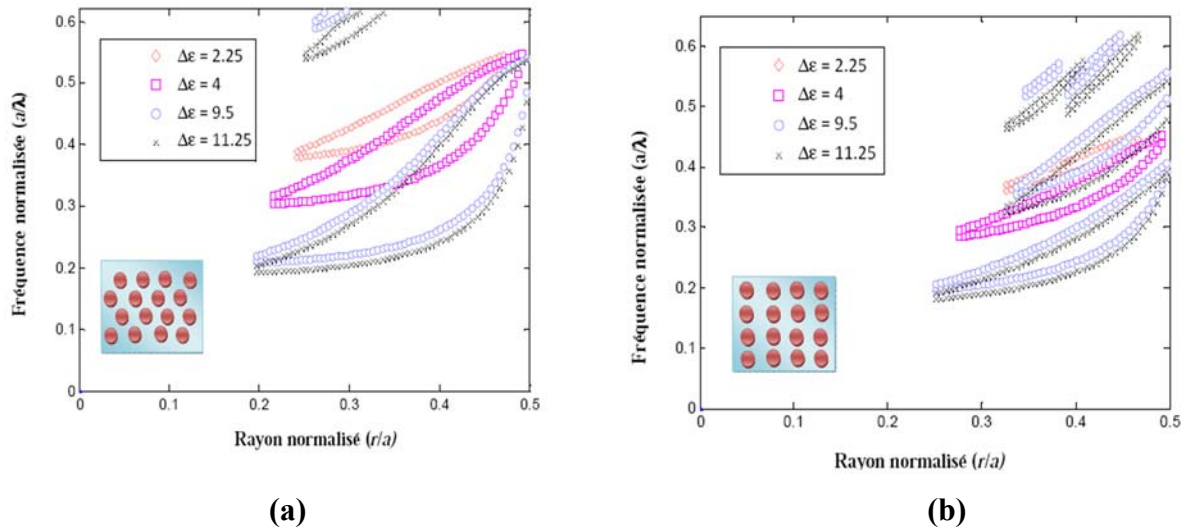 (a)
0.6
0.5
0.4
0.3
0.2
0.1
0
Fréquence normalisée (a/λ)
Δε = 2.25
Δε = 4
Δε = 9.5
Δε = 11.25
0
0.1
0.2
0.3
0.4
0.5
Rayon normalisé (r/a)
(a)
(b)
0.6
0.5
0.4
0.3
0.2
0.1
0
Fréquence normalisée (a/λ)
Δε = 2.25
Δε = 4
Δε = 9.5
Δε = 11.25
0
0.1
0.2
0.3
0.4
0.5
Rayon normalisé (r/a)
(b)